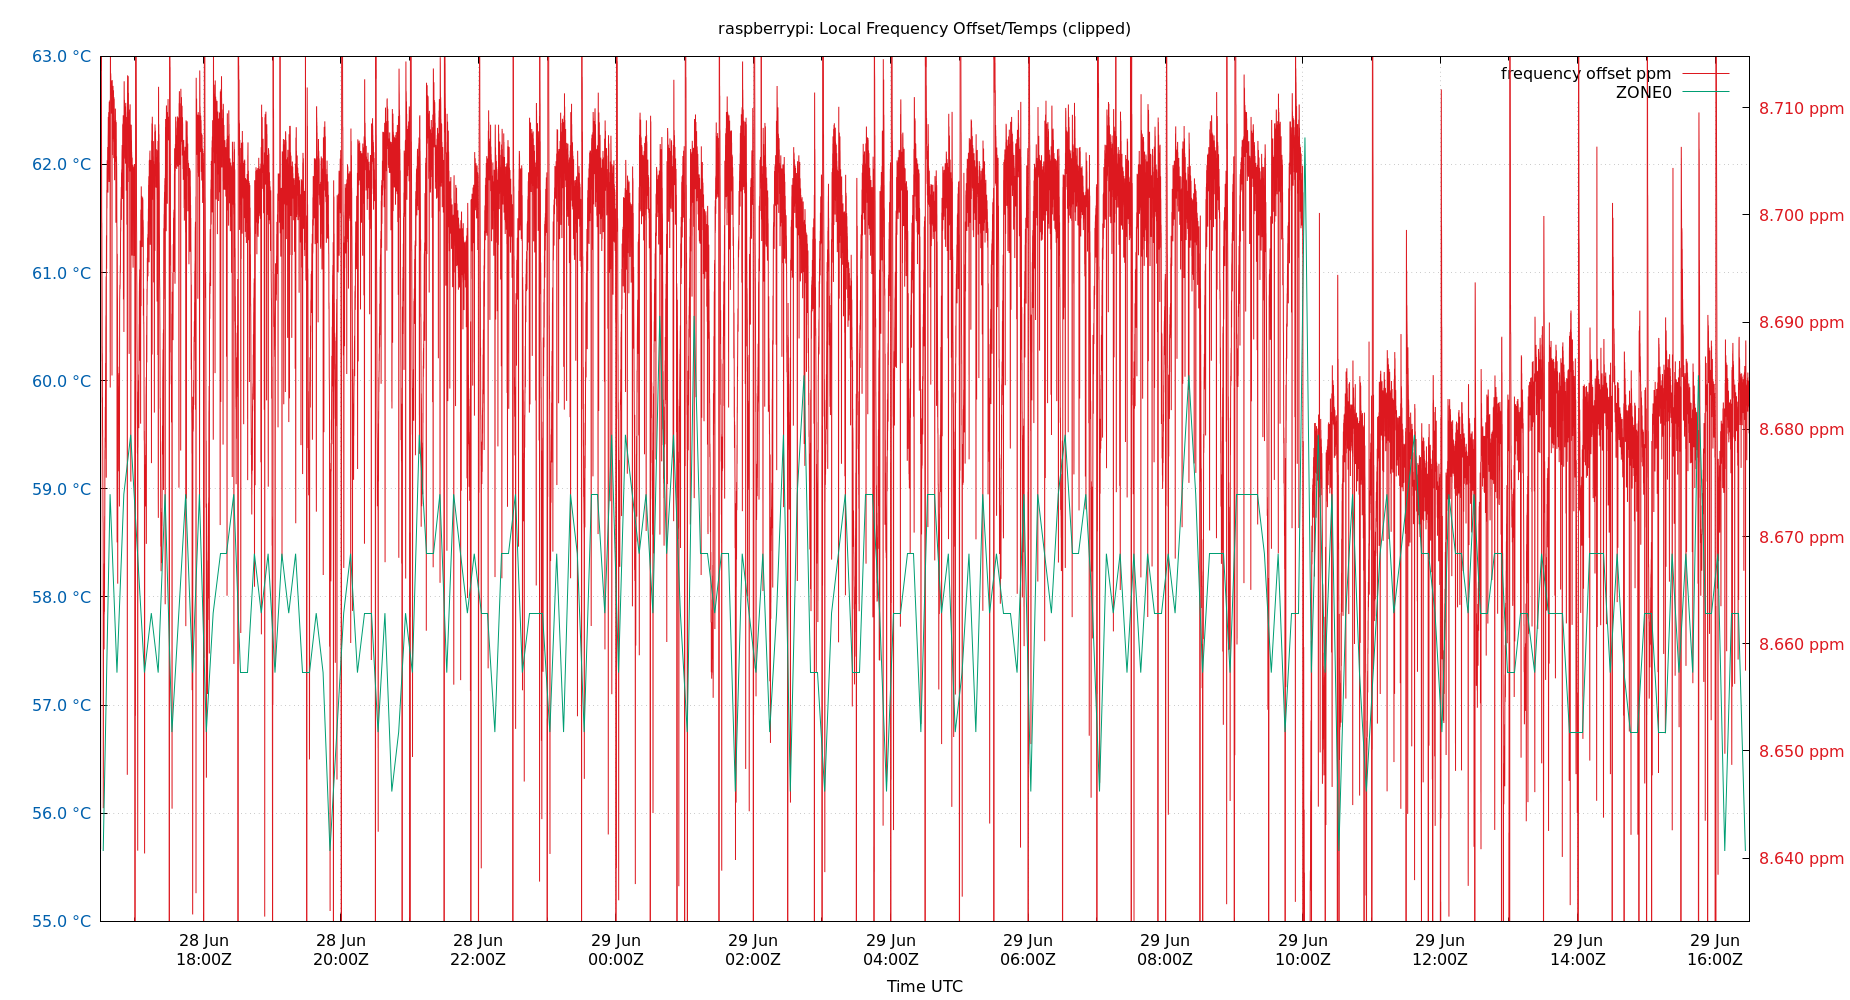 raspberrypi: Local Frequency Offset/Temps (clipped)
frequency offset ppm
ZONE0
63.0 °C
62.0 °C
61.0 °C
60.0 °C
59.0 °C
58.0 °C
57.0 °C
56.0 °C
55.0 °C
8.710 ppm
8.700 ppm
8.690 ppm
8.680 ppm
8.670 ppm
8.660 ppm
8.650 ppm
8.640 ppm
28 Jun 28 Jun 28 Jun 29 Jun 29 Jun 29 Jun 29 Jun 29 Jun 29 Jun 29 Jun 29 Jun 29 Jun
18:00Z 20:00Z 22:00Z 00:00Z 02:00Z 04:00Z 06:00Z 08:00Z 10:00Z 12:00Z 14:00Z 16:00Z
Time UTC